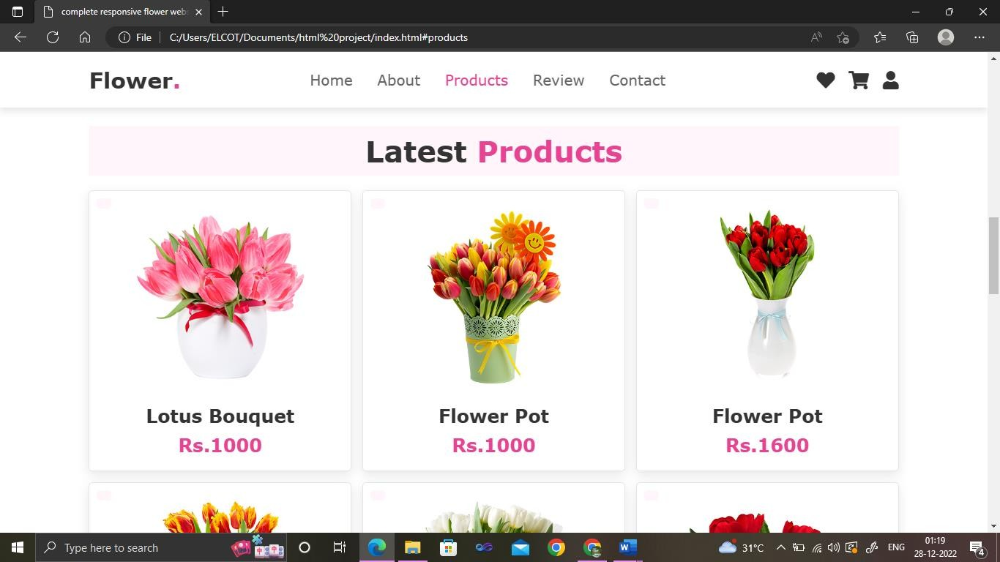 complete responsive flower webs
File C:/Users/ELCOT/Documents/html%20project/index.html#products
Flower.
Home About Products Review Contact
Latest Products
Lotus Bouquet
Rs.1000
Flower Pot
Rs.1000
Flower Pot
Rs.1600
Type here to search
31°C
ENG
01:19
28-12-2022
4